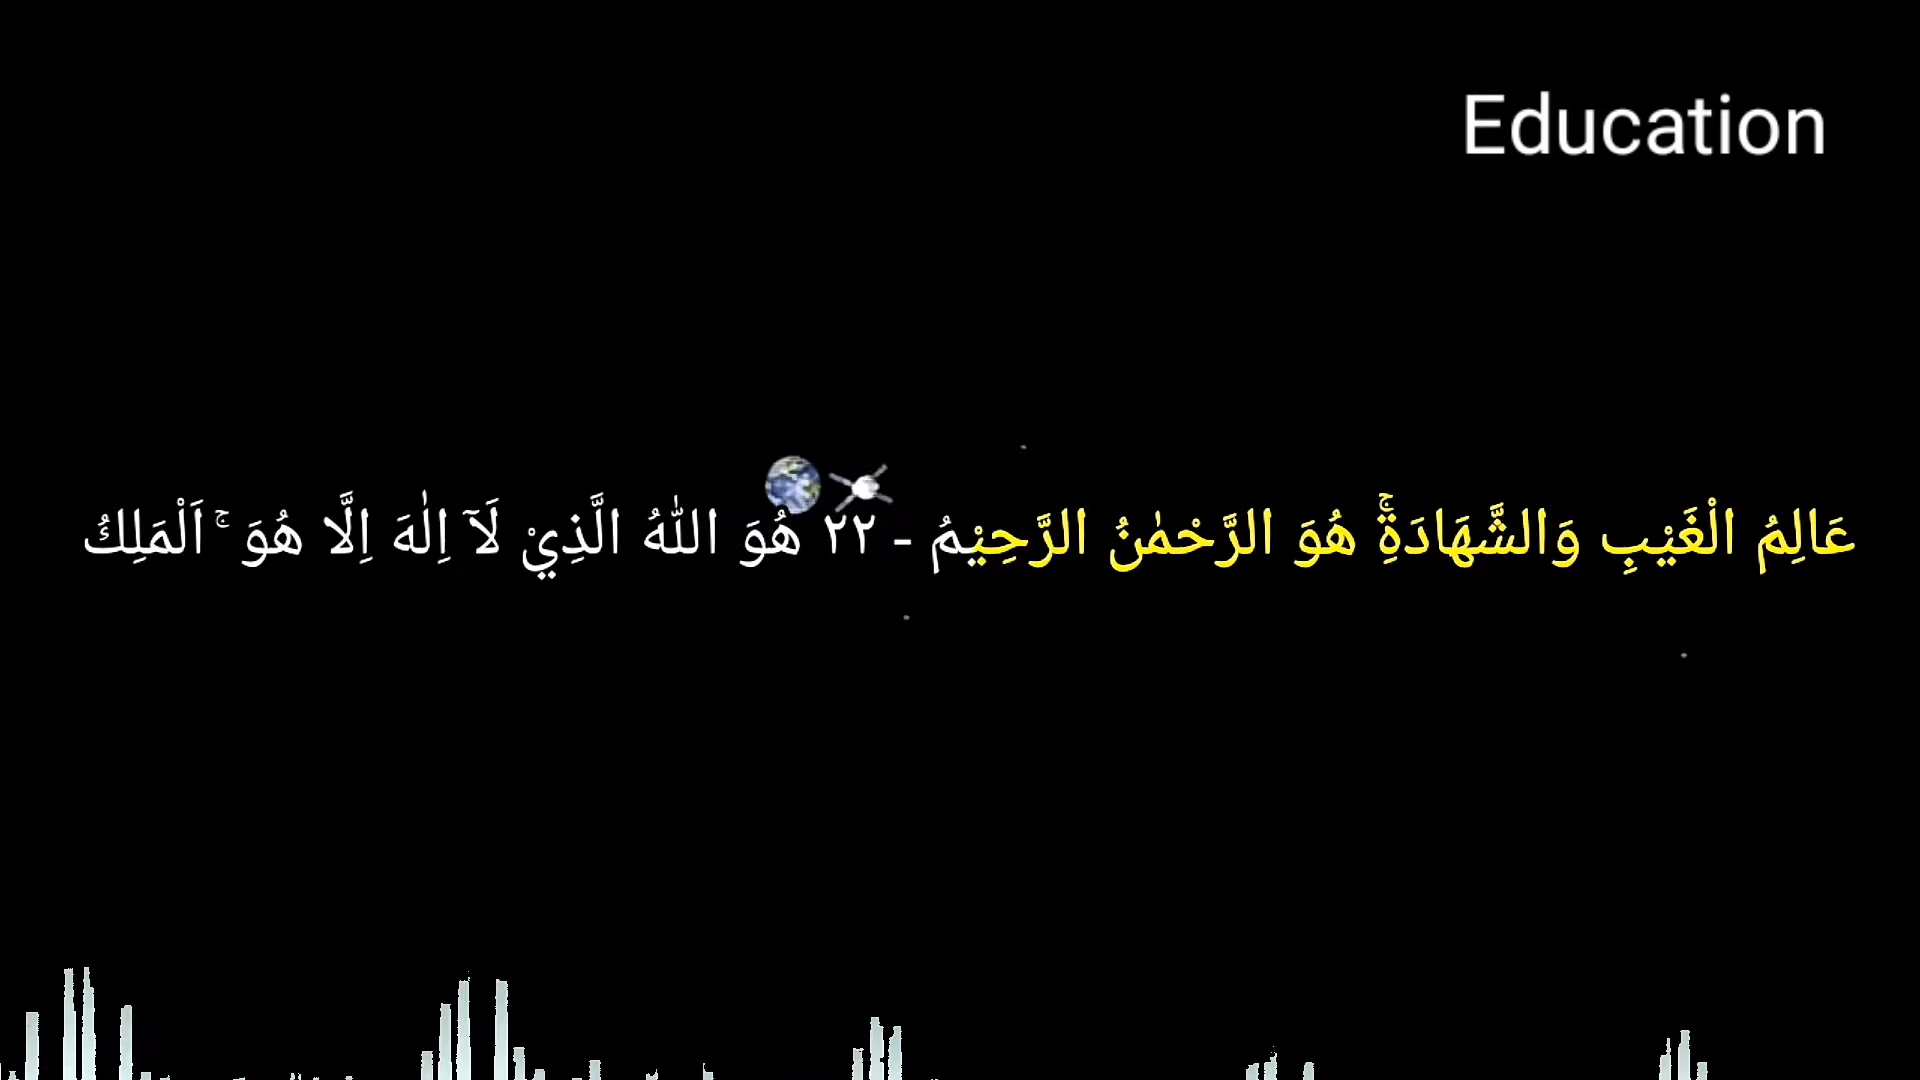 Education
عَالِمُ الْغَيْبِ وَالشَّهَادَةِۚ هُوَ الرَّحْمٰنُ الرَّحِيْمُ - ٢٢ هُوَ اللّٰهُ الَّذِيْ لَآ اِلٰهَ اِلَّا هُوَ ۚ اَلْمَلِكُ